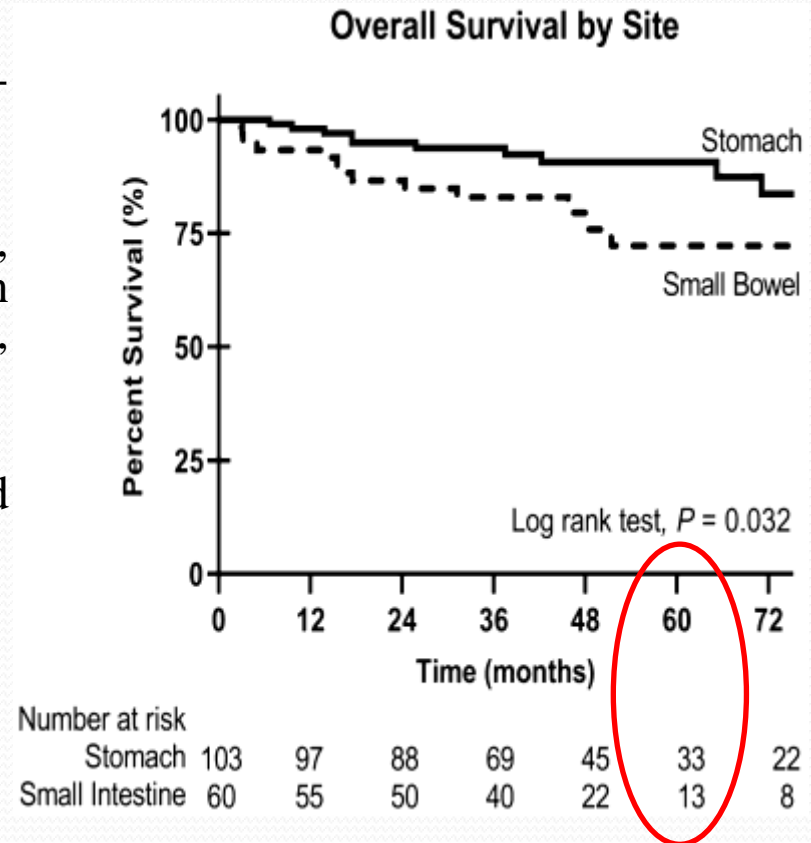 Overall Survival by Site
Percent Survival (%)
100
75
50
25
0
Stomach
Small Bowel
Log rank test, P = 0.032
0 12 24 36 48 60 72
Time (months)
Number at risk
Stomach 103 97 88 69 45 33 22
Small Intestine 60 55 50 40 22 13 8